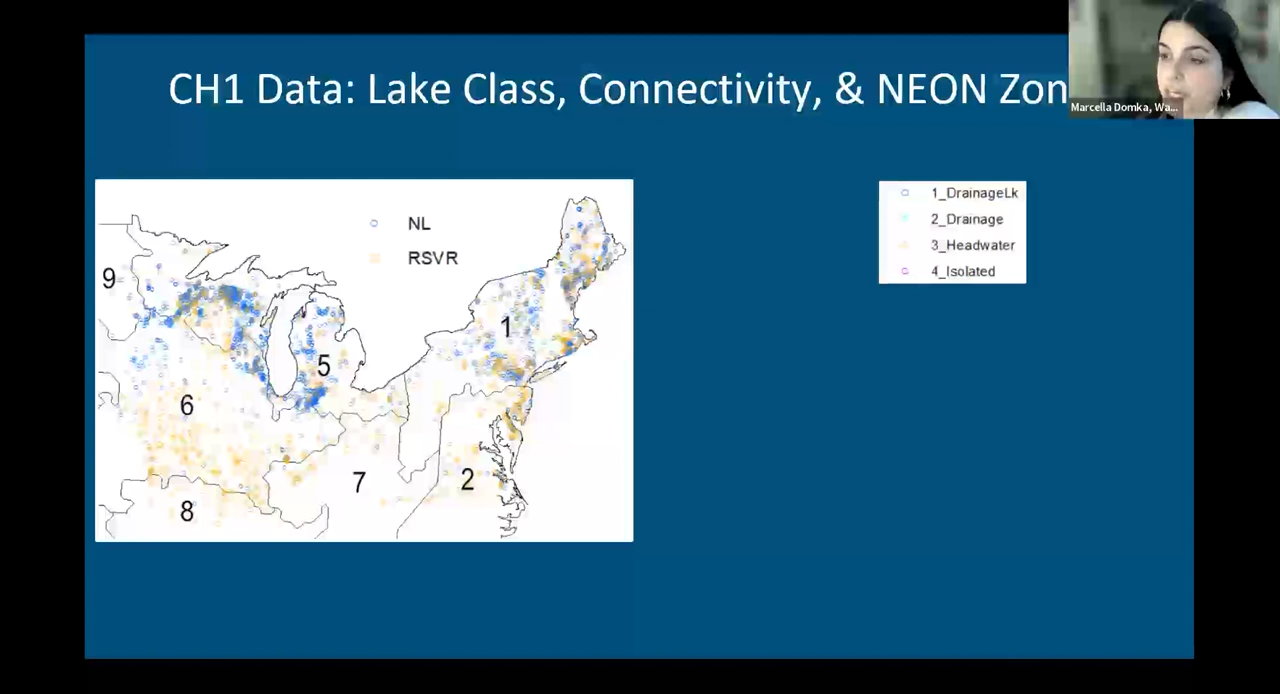 CH1 Data: Lake Class, Connectivity, & NEON Zon
Marcella Domka, Wa...
NL
RSVR
9
1
5
6
7
2
8
1_DrainageLk
2_Drainage
3_Headwater
4_Isolated